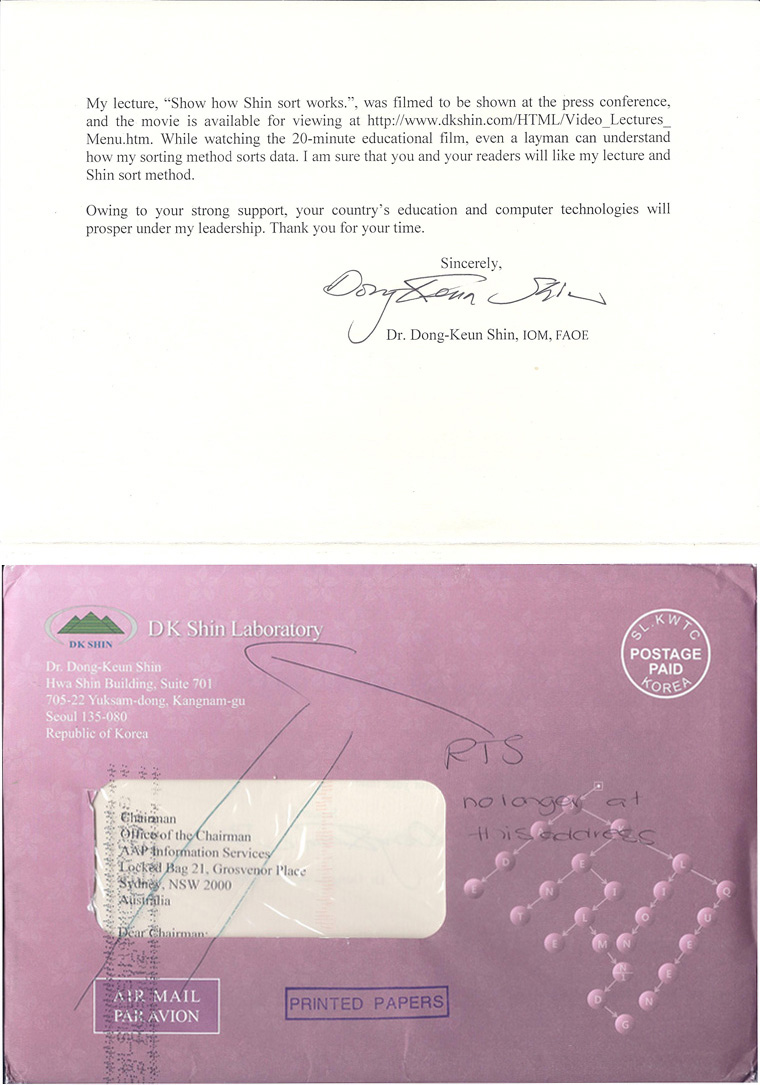 My lecture, “Show how Shin sort works.”, was filmed to be shown at the press conference,
and the movie is available for viewing at http://www.dkshin.com/HTML/Video_Lectures_
Menu.htm. While watching the 20-minute educational film, even a layman can understand
how my sorting method sorts data. I am sure that you and your readers will like my lecture and
Shin sort method.
Owing to your strong support, your country’s education and computer technologies will
prosper under my leadership. Thank you for your time.
Sincerely,
Dong Keun Shin
Dr. Dong-Keun Shin, IOM, FAOE
DK SHIN
DK Shin Laboratory
Dr. Dong-Keun Shin
Hwa Shin Building, Suite 701
705-22 Yuksam-dong, Kangnam-gu
Seoul 135-080
Republic of Korea
SL. KWTC
POSTAGE
PAID
KOREA
RTS
no longer at
this address
Chairman
Office of the Chairman
AAP Information Services
Locked Bag 21, Grosvenor Place
Sydney, NSW 2000
Australia
Dear Chairman:
AIR MAIL
PAR AVION
PRINTED PAPERS
D E L Q
E N I I
L O U
E M N E
N E
D N
G